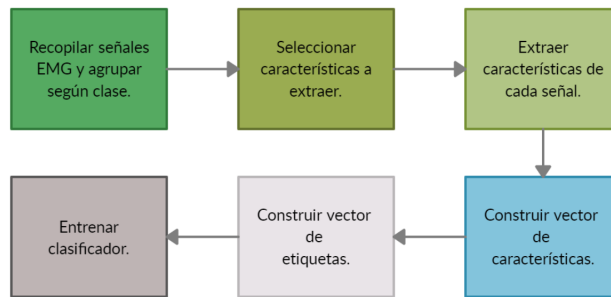 Recopilar señales
EMG y agrupar
según clase.
Seleccionar
características a
extraer.
Extraer
características de
cada señal.
Construir vector
de
características.
Construir vector
de
etiquetas.
Entrenar
clasificador.